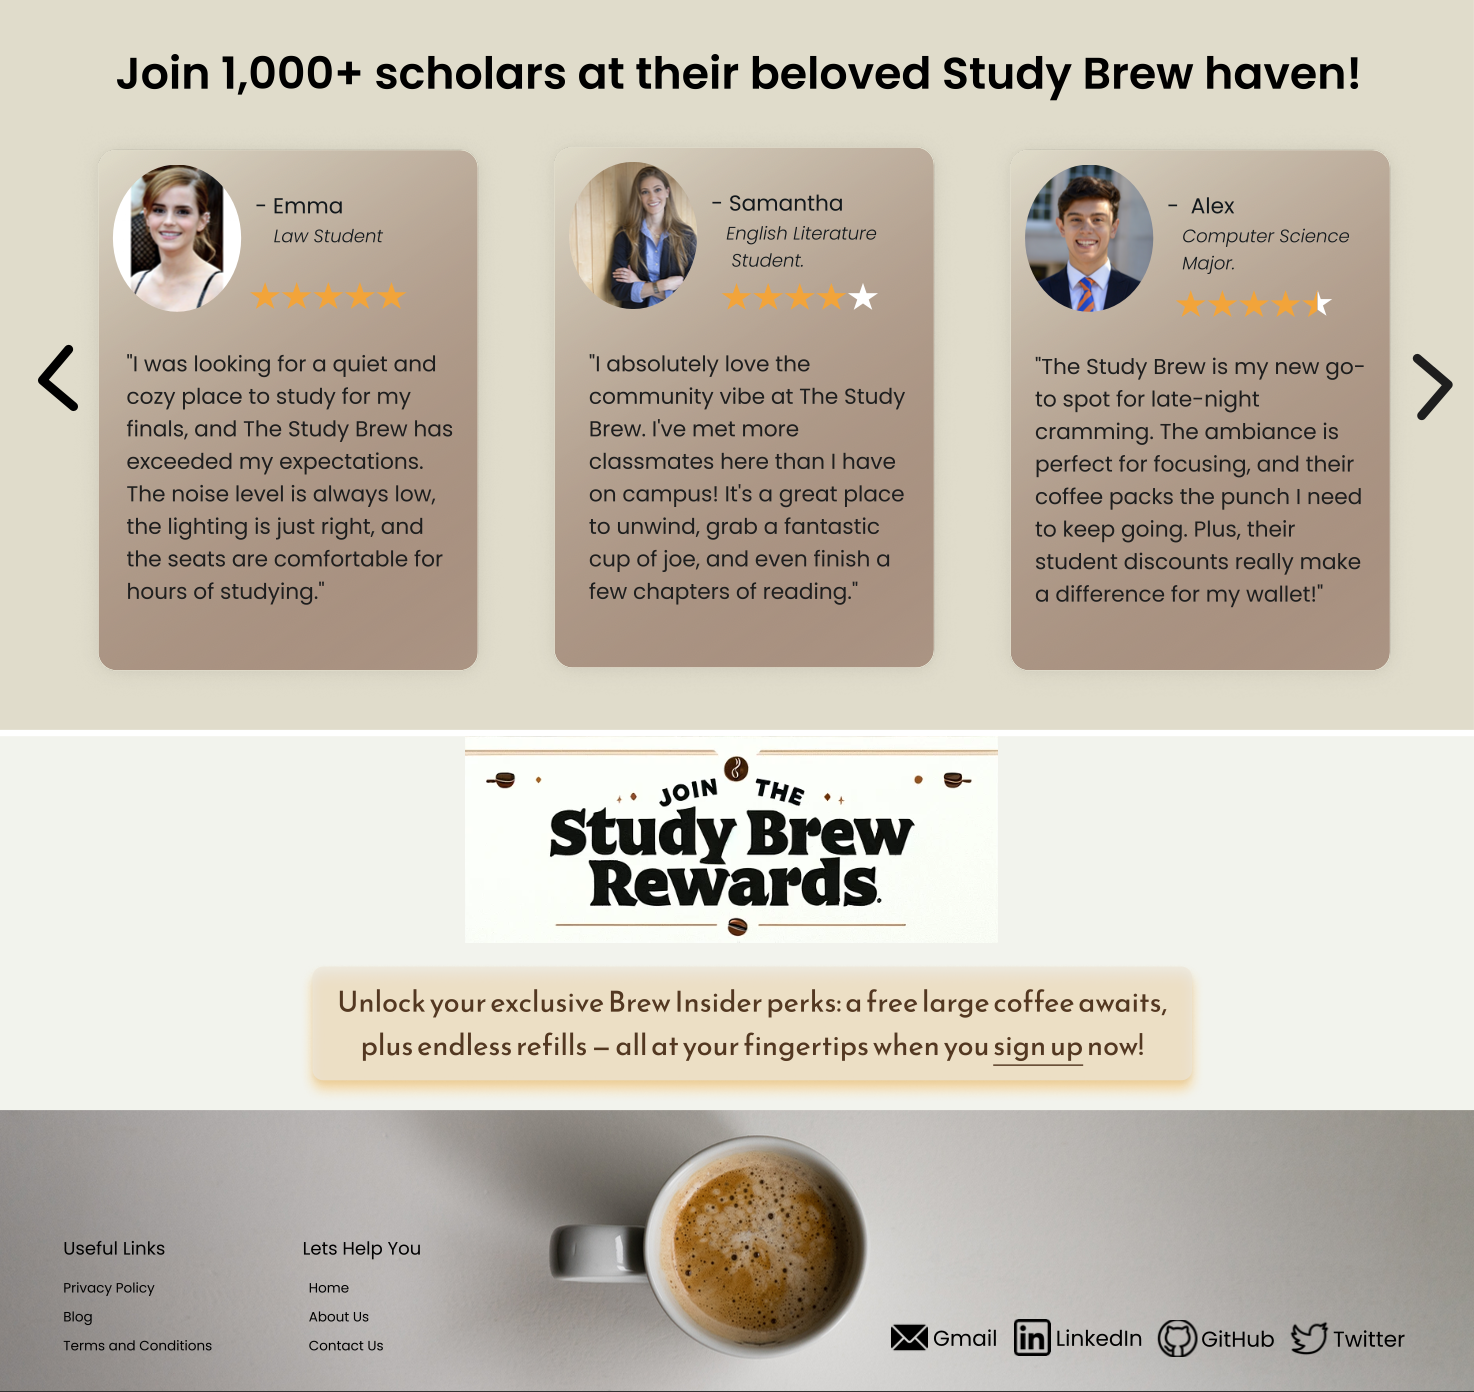 Join 1,000+ scholars at their beloved Study Brew haven!
- Emma
Law Student
"I was looking for a quiet and
cozy place to study for my
finals, and The Study Brew has
exceeded my expectations.
The noise level is always low,
the lighting is just right, and
the seats are comfortable for
hours of studying."
- Samantha
English Literature
Student.
"I absolutely love the
community vibe at The Study
Brew. I've met more
classmates here than I have
on campus! It's a great place
to unwind, grab a fantastic
cup of joe, and even finish a
few chapters of reading."
- Alex
Computer Science
Major.
"The Study Brew is my new go-
to spot for late-night
cramming. The ambiance is
perfect for focusing, and their
coffee packs the punch I need
to keep going. Plus, their
student discounts really make
a difference for my wallet!"
JOIN THE
Study Brew
Rewards.
Unlock your exclusive Brew Insider perks: a free large coffee awaits,
plus endless refills – all at your fingertips when you sign up now!
Useful Links
Privacy Policy
Blog
Terms and Conditions
Lets Help You
Home
About Us
Contact Us
Gmail
in LinkedIn
GitHub
Twitter